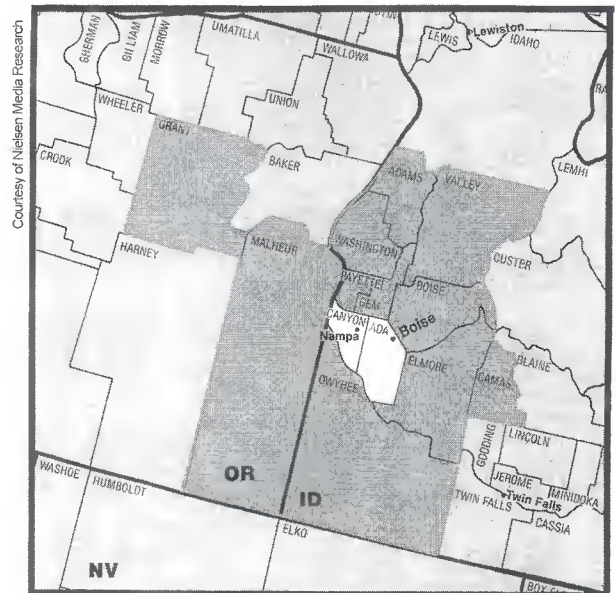 Courtesy of Nielsen Media Research
SHERMAN
GILLIAM
MORROW
UMATILLA
WALLOWA
LEWIS
Lewiston
IDAHO
WHEELER
UNION
GRANT
CROOK
BAKER
ADAMS
VALLEY
LEMHI
HARNEY
MALHEUR
WASHINGTON
CUSTER
PAYETTE
GEM
BOISE
CANYON
ADA
Boise
Nampa
ELMORE
BLAINE
OWYHEE
CAMAS
GOODING
LINCOLN
OR
ID
JEROME
MINIDOKA
WASHOE
HUMBOLDT
TWIN FALLS
Twin Falls
ELKO
CASSIA
NV